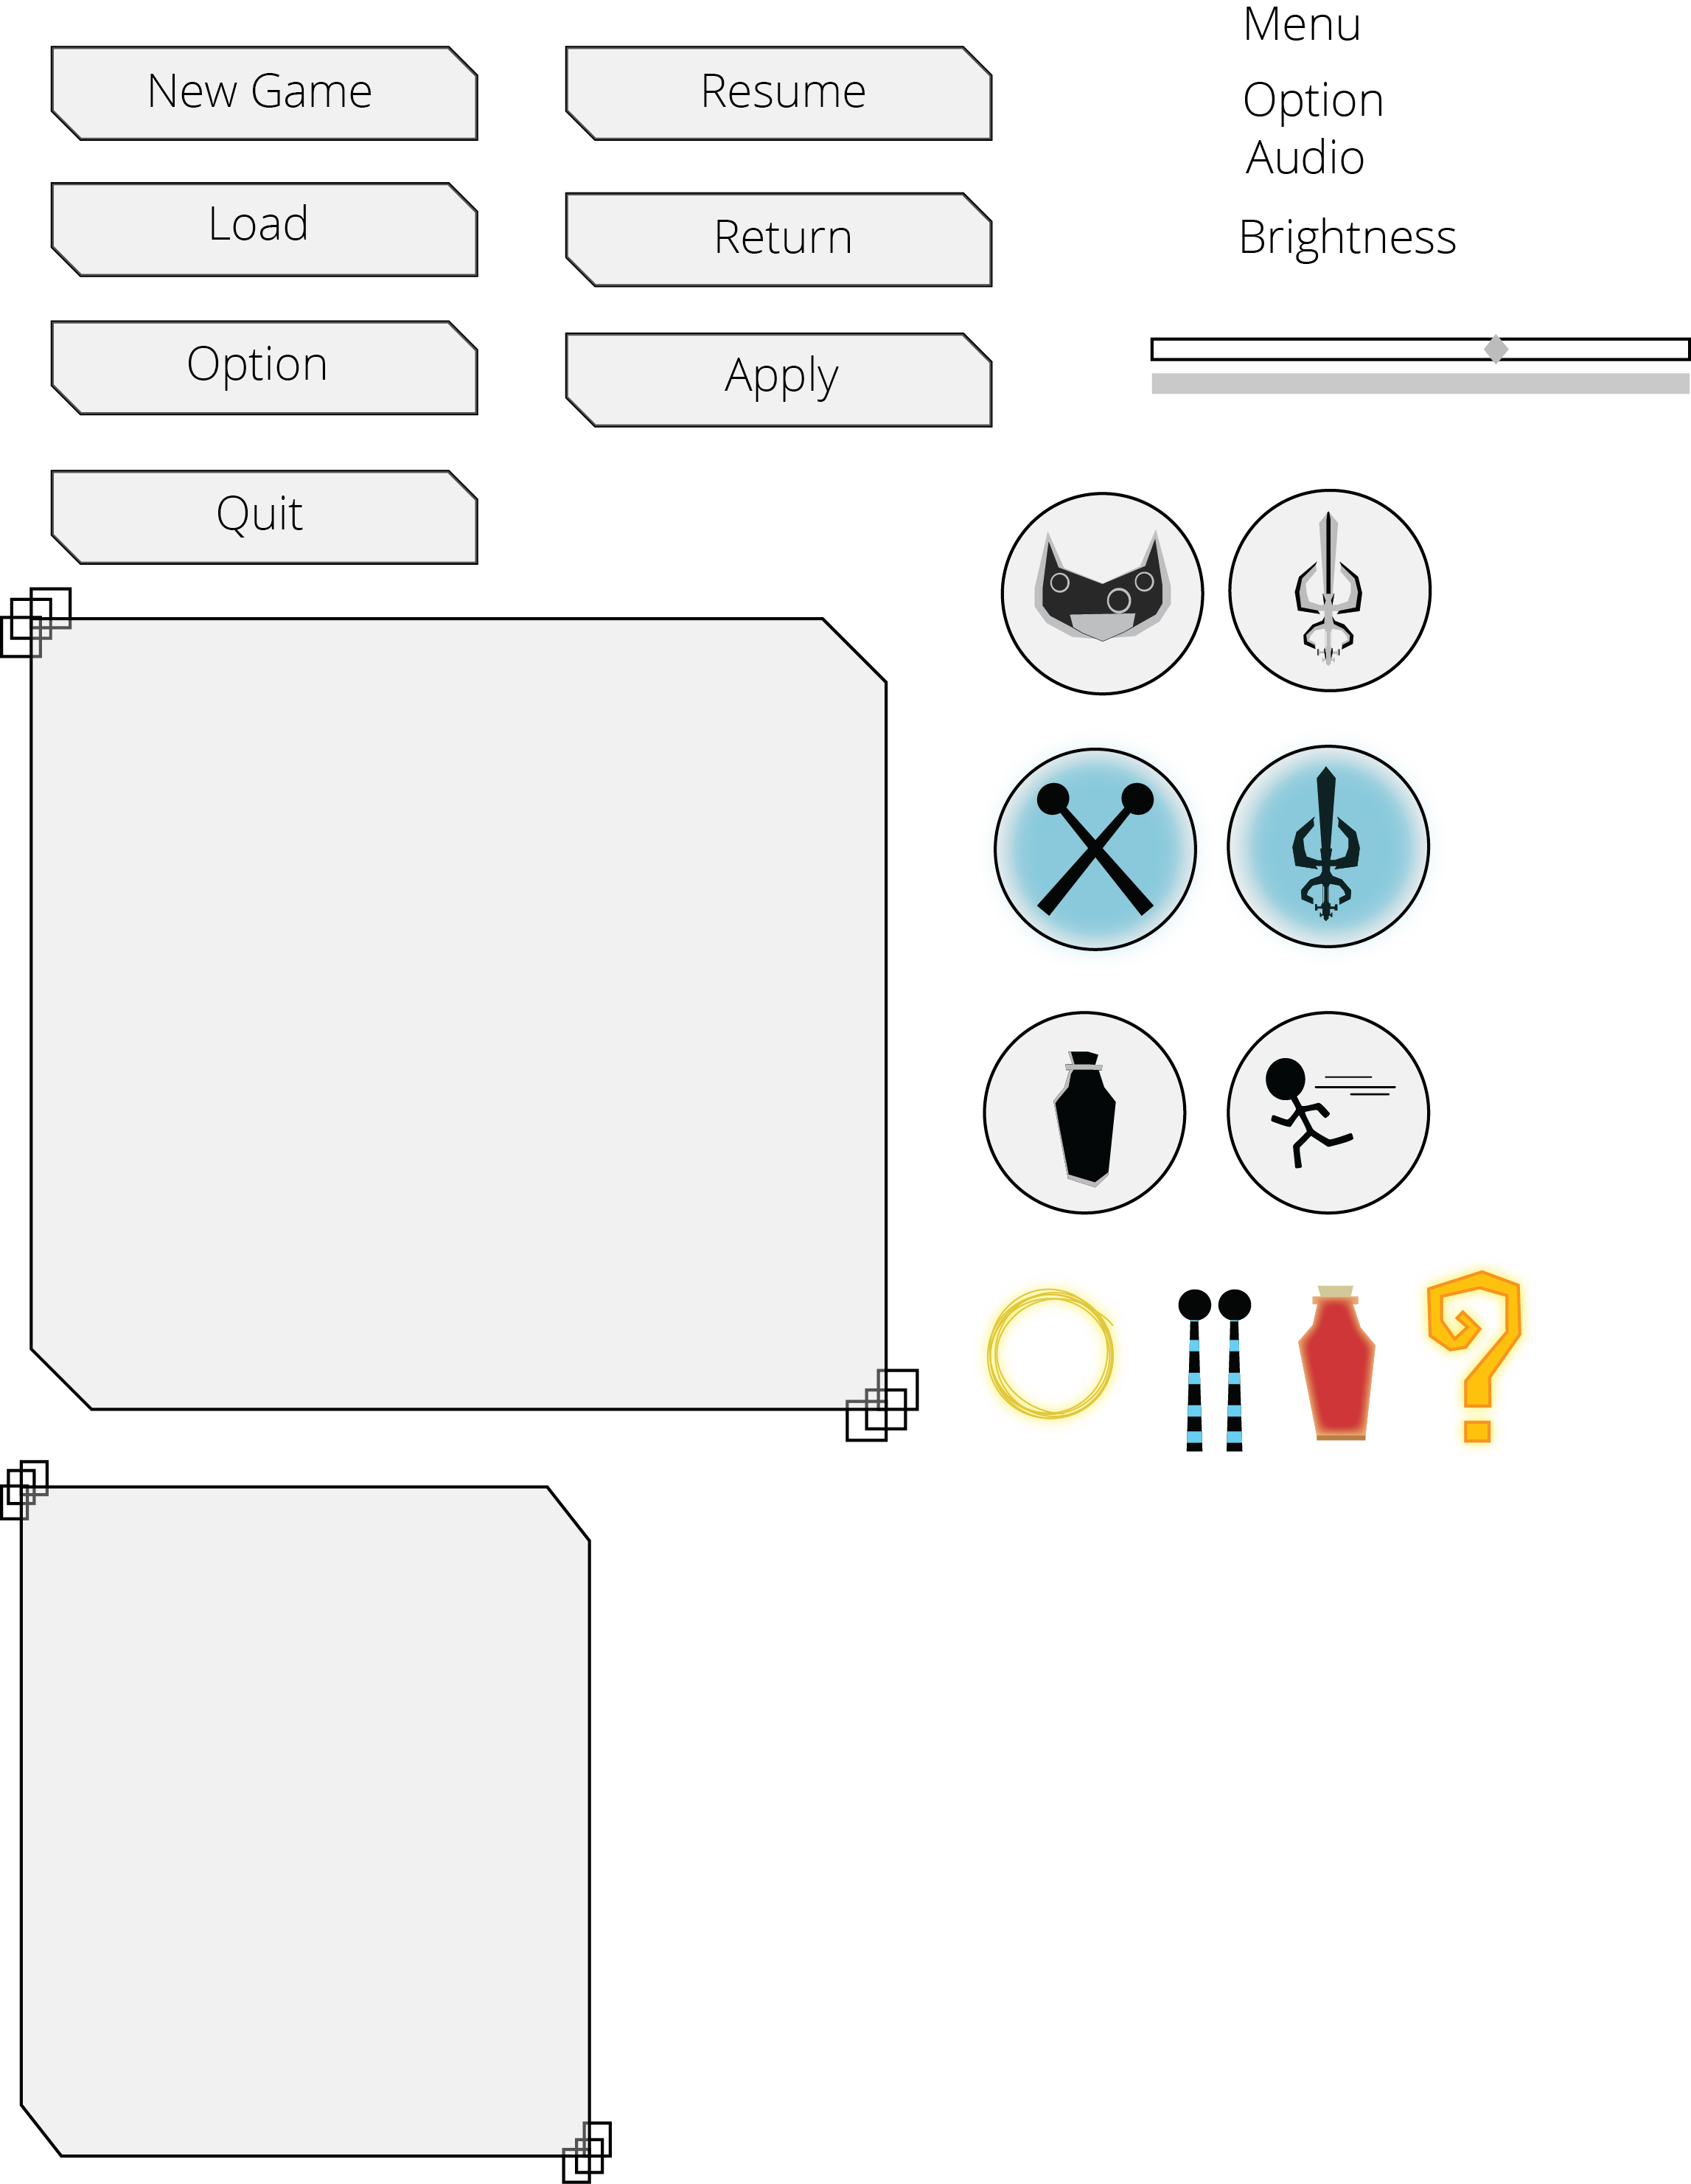 New Game
Load
Option
Quit
Resume
Return
Apply
Menu
Option
Audio
Brightness
?